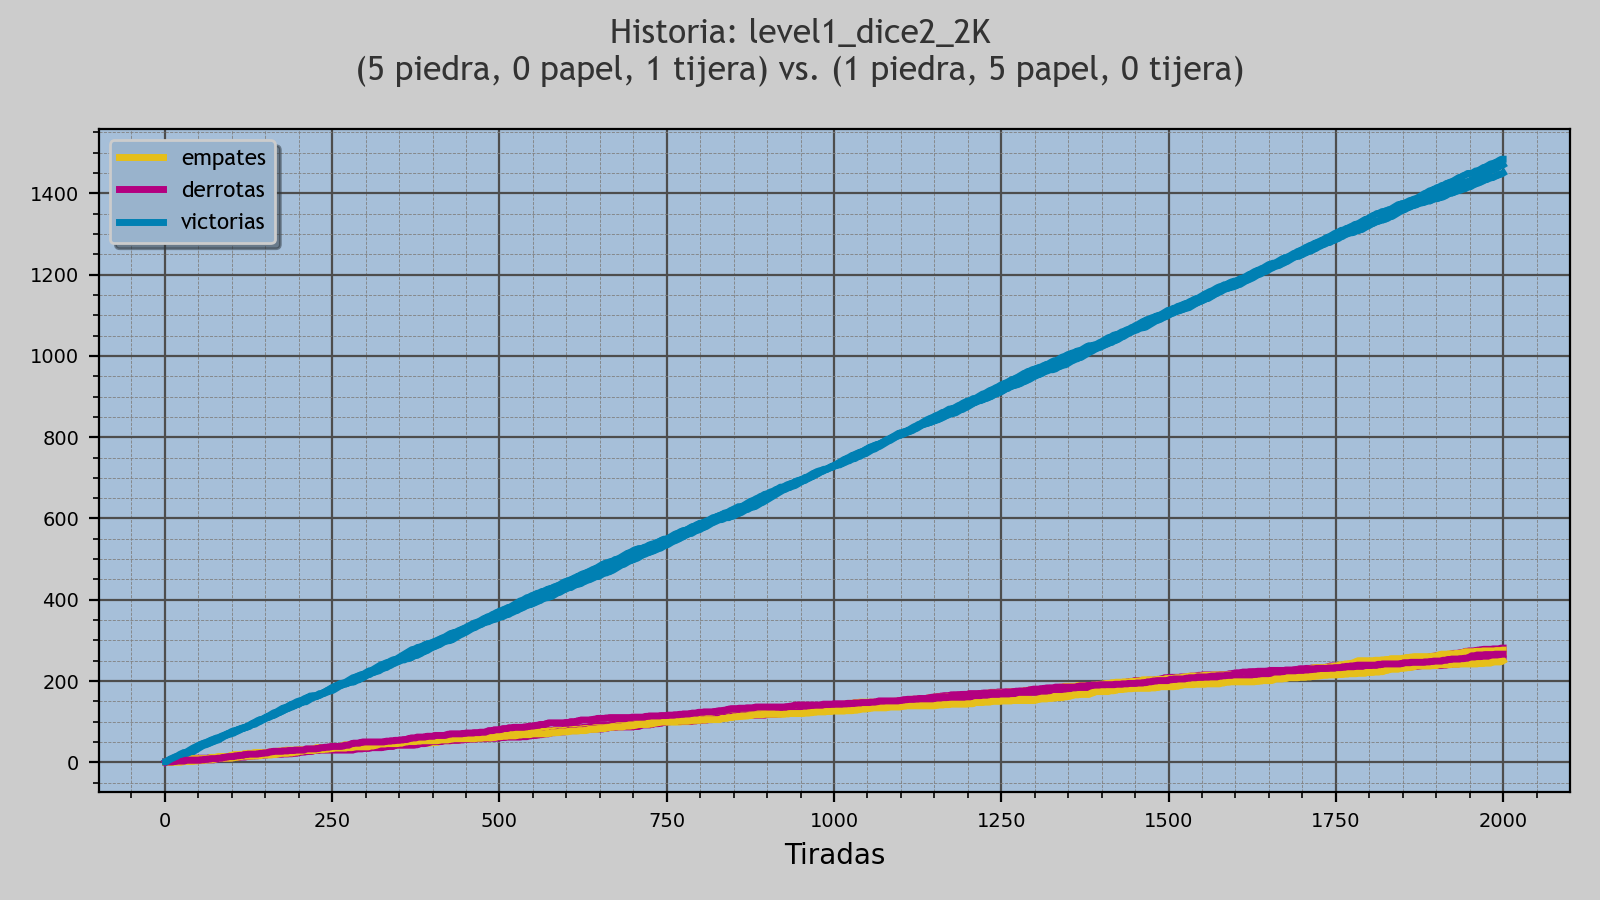 Historia: level1_dice2_2K
(5 piedra, 0 papel, 1 tijera) vs. (1 piedra, 5 papel, 0 tijera)
empates
derrotas
victorias
1400
1200
1000
800
600
400
200
0
0 250 500 750 1000 1250 1500 1750 2000
Tiradas